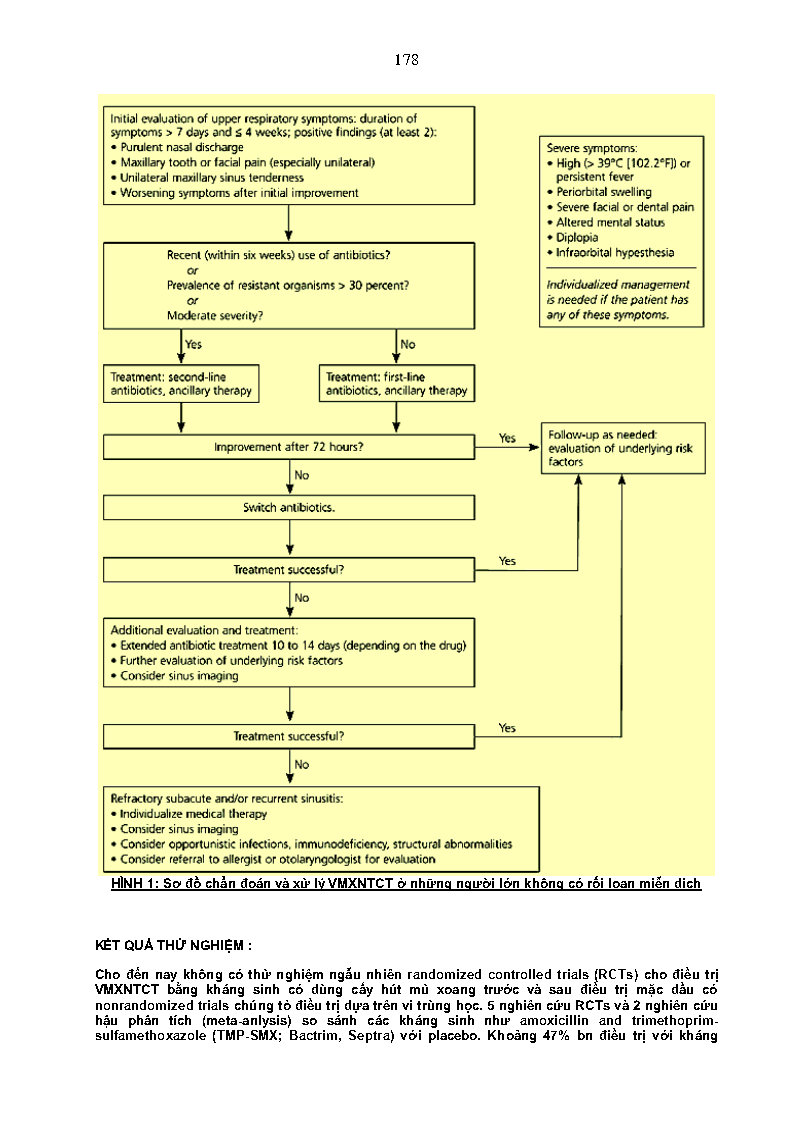 178
Initial evaluation of upper respiratory symptoms: duration of
symptoms > 7 days and ≤ 4 weeks; positive findings (at least 2):
• Purulent nasal discharge
• Maxillary tooth or facial pain (especially unilateral)
• Unilateral maxillary sinus tenderness
• Worsening symptoms after initial improvement
Severe symptoms:
• High (> 39°C [102.2°F]) or
persistent fever
• Periorbital swelling
• Severe facial or dental pain
• Altered mental status
• Diplopia
• Infraorbital hypesthesia
Individualized management
is needed if the patient has
any of these symptoms.
Recent (within six weeks) use of antibiotics?
or
Prevalence of resistant organisms > 30 percent?
or
Moderate severity?
Yes
No
Treatment: second-line
antibiotics, ancillary therapy
Treatment: first-line
antibiotics, ancillary therapy
Improvement after 72 hours?
Yes
Follow-up as needed:
evaluation of underlying risk
factors
No
Switch antibiotics.
Treatment successful?
Yes
No
Additional evaluation and treatment:
• Extended antibiotic treatment 10 to 14 days (depending on the drug)
• Further evaluation of underlying risk factors
• Consider sinus imaging
Treatment successful?
Yes
No
Refractory subacute and/or recurrent sinusitis:
• Individualize medical therapy
• Consider sinus imaging
• Consider opportunistic infections, immunodeficiency, structural abnormalities
• Consider referral to allergist or otolaryngologist for evaluation
HÌNH 1: Sơ đồ chẩn đoán và xử lý VMXNTCT ở những người lớn không có rối loạn miễn dịch
KẾT QUẢ THỬ NGHIỆM :
Cho đến nay không có thử nghiệm ngẫu nhiên randomized controlled trials (RCTs) cho điều trị
VMXNTCT bằng kháng sinh có dùng cấy hút mủ xoang trước và sau điều trị mặc dầu có
nonrandomized trials chứng tỏ điều trị dựa trên vi trùng học. 5 nghiên cứu RCTs và 2 nghiên cứu
hậu phân tích (meta-anlysis) so sánh các kháng sinh như amoxicillin and trimethoprim-
sulfamethoxazole (TMP-SMX; Bactrim, Septra) với placebo. Khoảng 47% bn điều trị với kháng